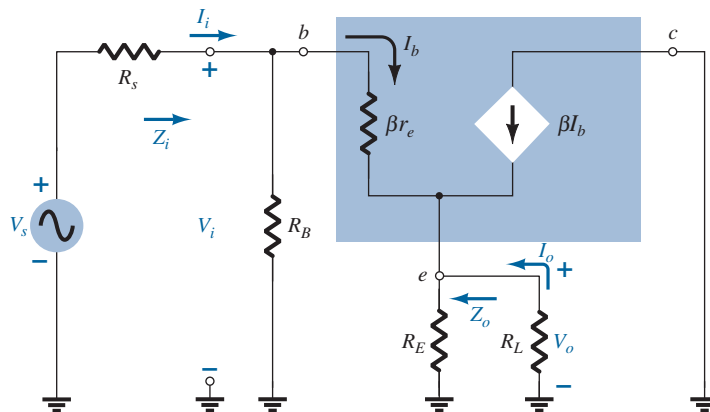 I_i
b
c
+
I_b
R_s
βr_e
βI_b
Z_i
+
V_s
−
V_i
R_B
e
I_o
+
Z_o
R_E
R_L
V_o
−
−